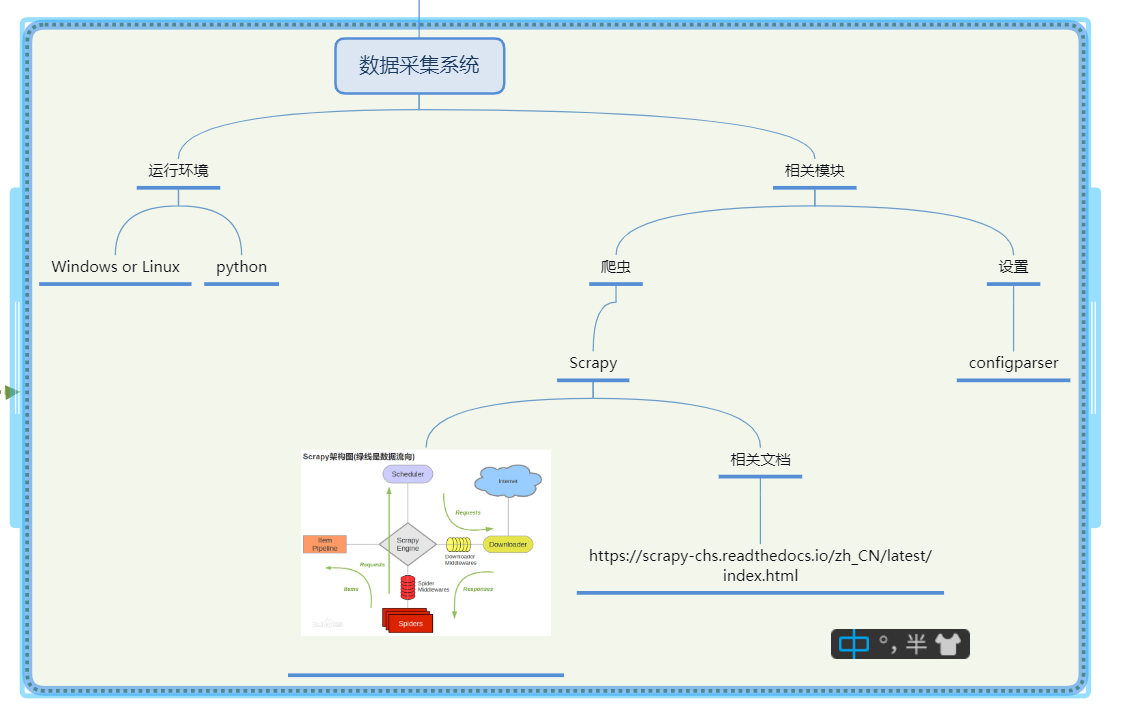 数据采集系统
运行环境
相关模块
Windows or Linux
python
爬虫
设置
Scrapy
configparser
Scrapy架构图(绿线是数据流向)
Scheduler
Internet
Requests
Item
Pipeline
Scrapy
Engine
Downloader
Downloader
Middlewares
Requests
Spider
Middlewares
Items
Responses
Spiders
相关文档
https://scrapy-chs.readthedocs.io/zh_CN/latest/
index.html
中 °, 半